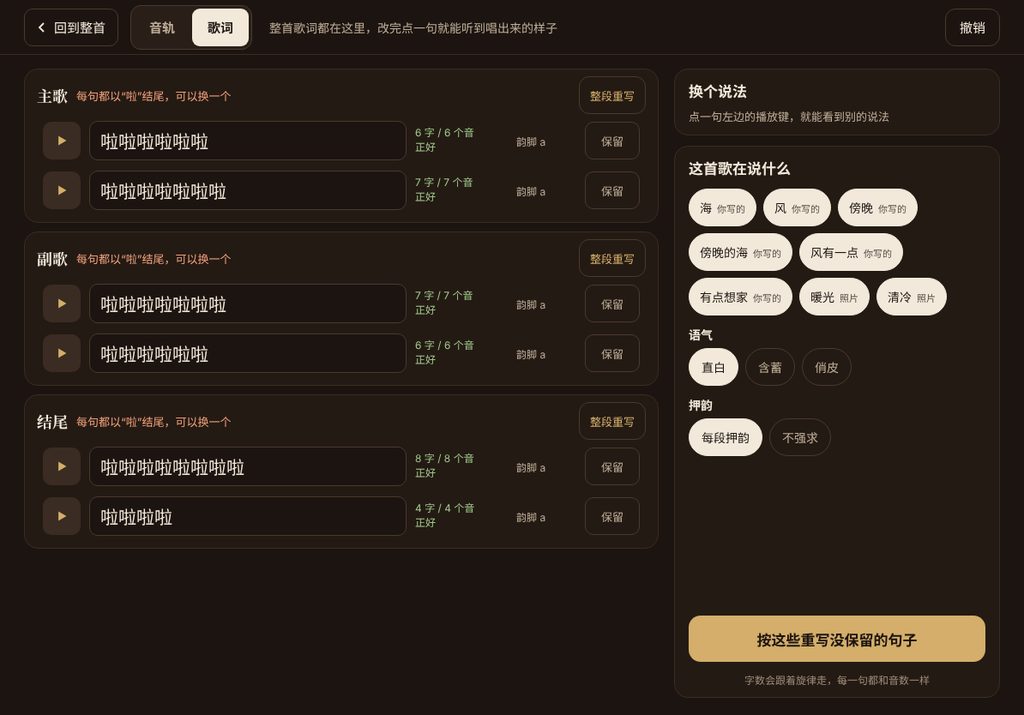 回到整首 音轨 歌词 整首歌词都在这里，改完点一句就能听到唱出来的样子 撤销
主歌 每句都以“啦”结尾，可以换一个 整段重写
啦啦啦啦啦啦 6 字 / 6 个音 正好 韵脚 a 保留
啦啦啦啦啦啦啦 7 字 / 7 个音 正好 韵脚 a 保留
副歌 每句都以“啦”结尾，可以换一个 整段重写
啦啦啦啦啦啦啦 7 字 / 7 个音 正好 韵脚 a 保留
啦啦啦啦啦啦 6 字 / 6 个音 正好 韵脚 a 保留
结尾 每句都以“啦”结尾，可以换一个 整段重写
啦啦啦啦啦啦啦啦 8 字 / 8 个音 正好 韵脚 a 保留
啦啦啦啦 4 字 / 4 个音 正好 韵脚 a 保留
换个说法
点一句左边的播放键，就能看到别的说法
这首歌在说什么
海 你写的 风 你写的 傍晚 你写的
傍晚的海 你写的 风有一点 你写的
有点想家 你写的 暖光 照片 清冷 照片
语气
直白 含蓄 俏皮
押韵
每段押韵 不强求
按这些重写没保留的句子
字数会跟着旋律走，每一句都和音数一样